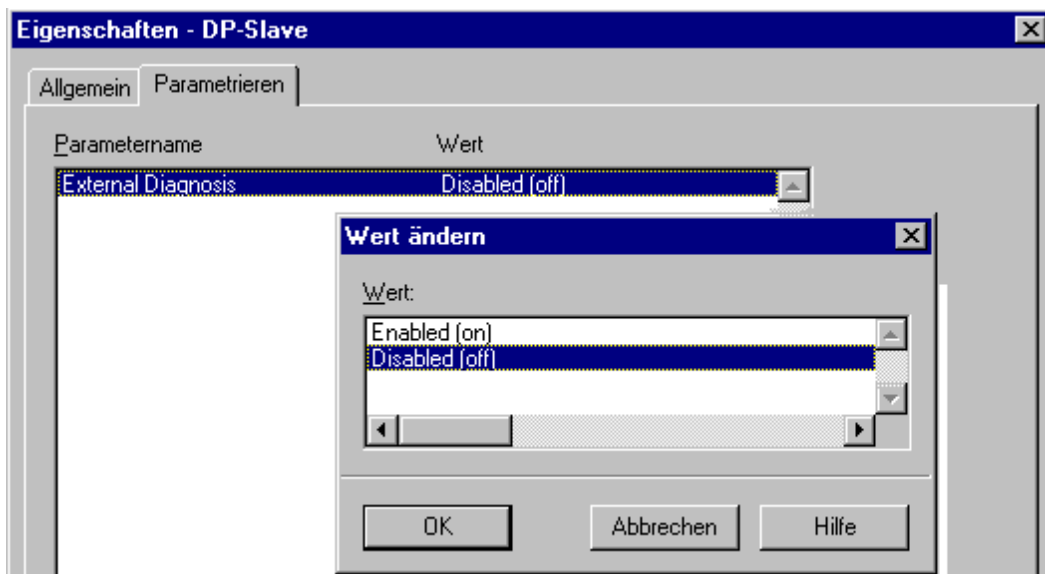 Eigenschaften - DP-Slave
Allgemein Parametrieren
Parametername Wert
External Diagnosis Disabled (off)
Wert ändern
Wert:
Enabled (on)
Disabled (off)
OK Abbrechen Hilfe